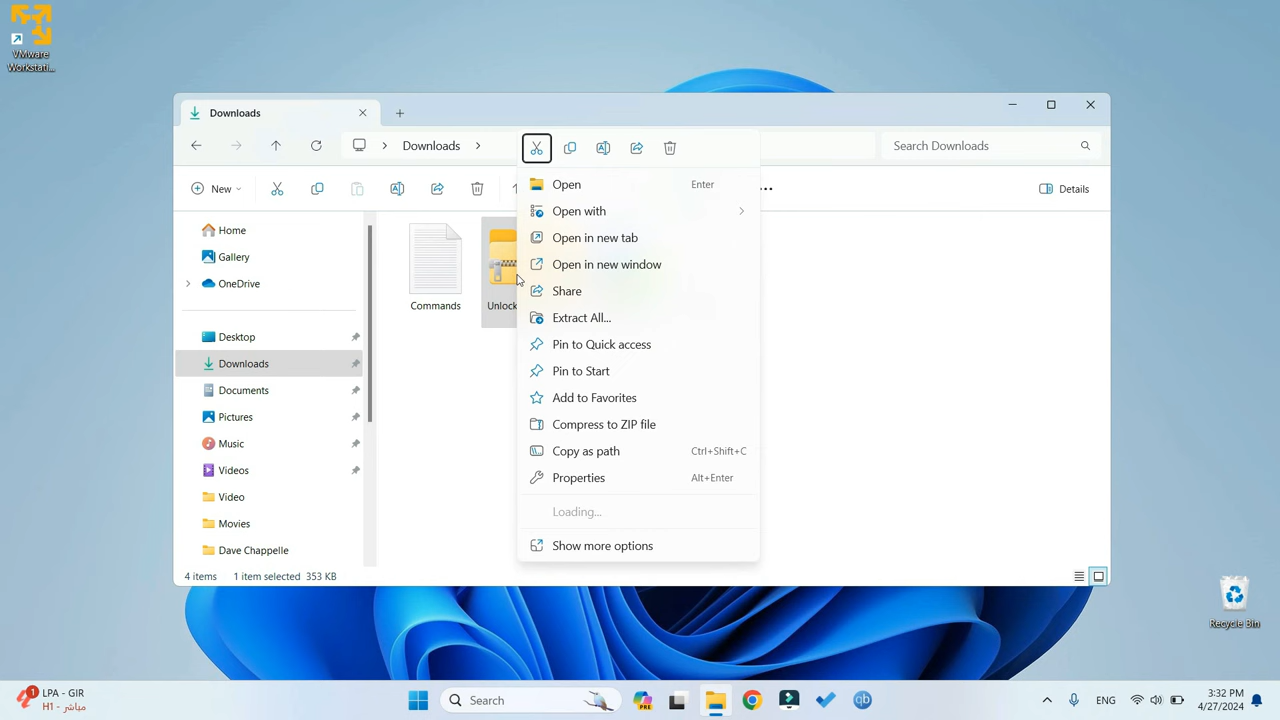 VMware
Workstati...
Downloads
Downloads
Search Downloads
New
Details
Open
Enter
Open with
Open in new tab
Open in new window
Share
Extract All...
Pin to Quick access
Pin to Start
Add to Favorites
Compress to ZIP file
Copy as path
Ctrl+Shift+C
Properties
Alt+Enter
Loading...
Show more options
Home
Gallery
OneDrive
Desktop
Downloads
Documents
Pictures
Music
Videos
Video
Movies
Dave Chappelle
Commands
Unlock
4 items
1 item selected 353 KB
Recycle Bin
1
LPA - GIR
H1 - مباشر
Search
PRE
qb
ENG
3:32 PM
4/27/2024